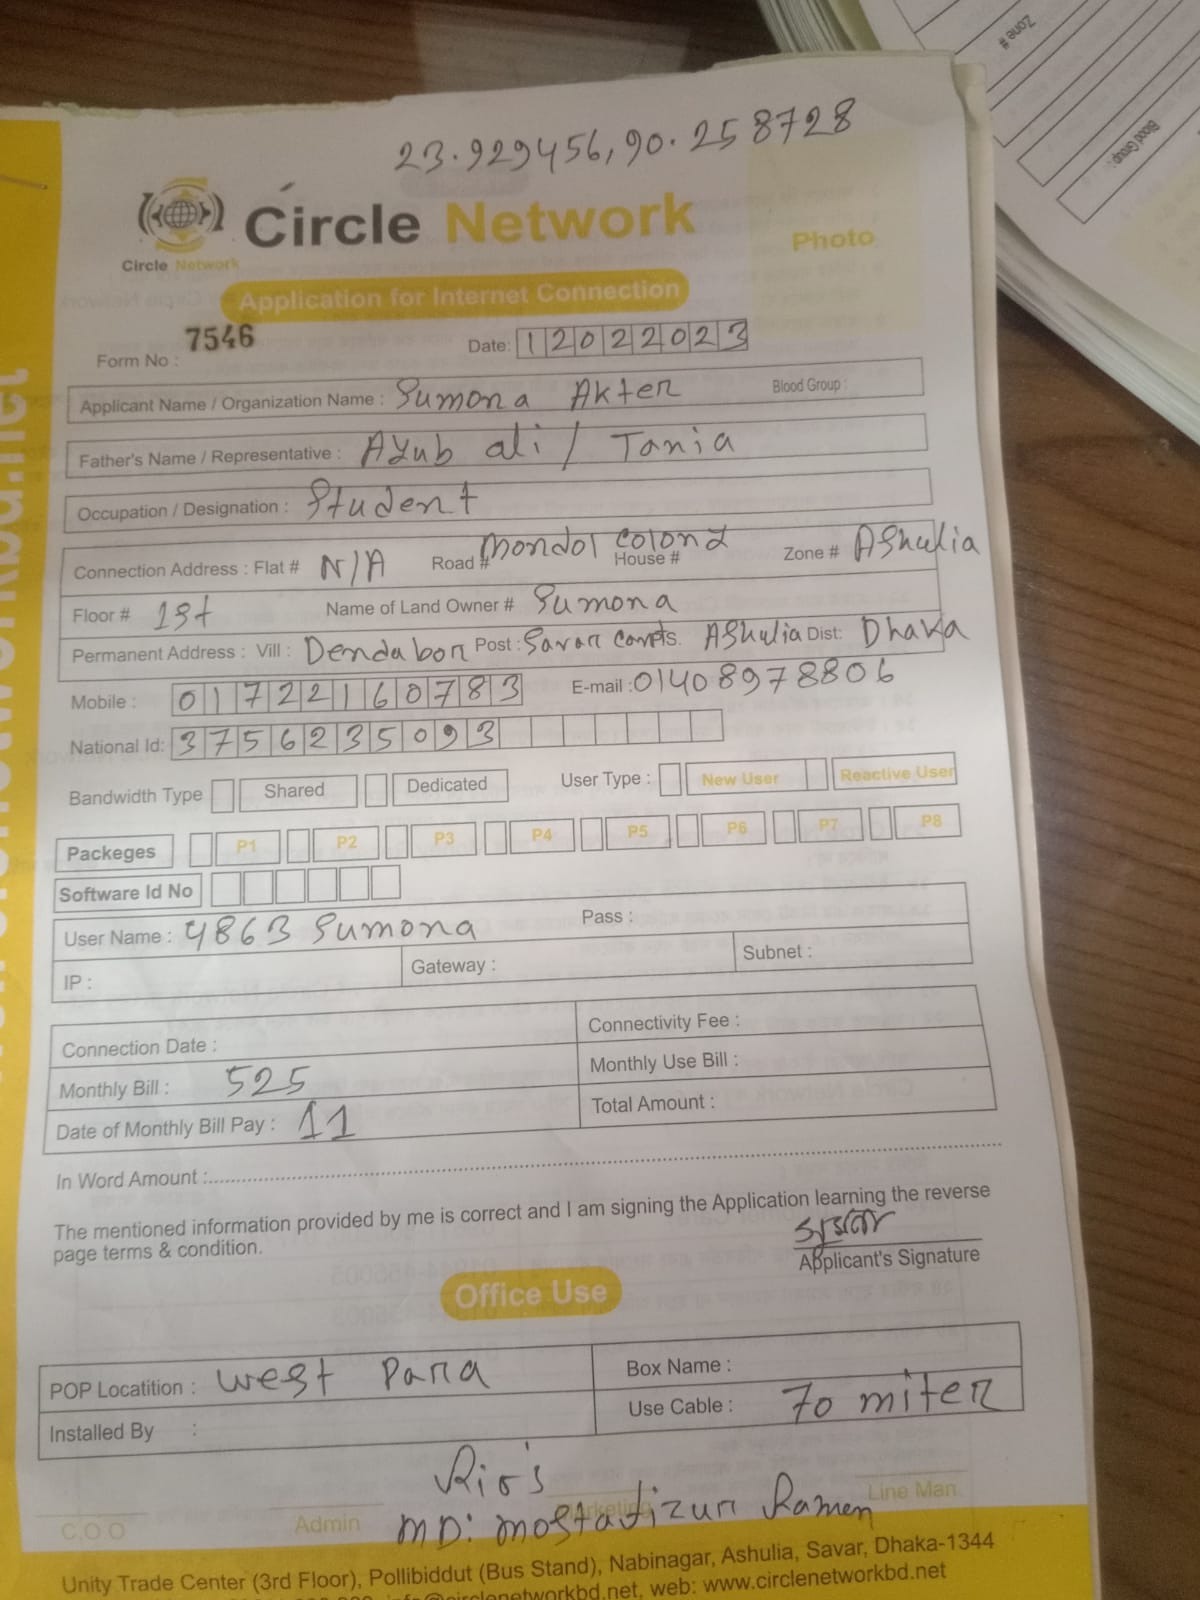 Zone #
Blood Group :
23.929456, 90.258728
Circle Network
Circle Network
Photo
Application for Internet Connection
Form No : 7546 Date: 12022023
Applicant Name / Organization Name : Sumona Akter Blood Group :
Father's Name / Representative : Ayub ali / Tania
Occupation / Designation : Student
Connection Address : Flat # N/A Road # Mondol colony House # Zone # AShulia
Floor # 1st Name of Land Owner # Sumona
Permanent Address : Vill : Dendabor Post : Savar Cants. AShulia Dist: Dhaka
Mobile : 01722160783 E-mail : 01408978806
National Id: 3756235093
Bandwidth Type Shared Dedicated User Type : New User Reactive User
Packeges P1 P2 P3 P4 P5 P6 P7 P8
Software Id No
User Name : 4863 Sumona Pass :
IP : Gateway : Subnet :
Connection Date : Connectivity Fee :
Monthly Bill : 525 Monthly Use Bill :
Date of Monthly Bill Pay : 11 Total Amount :
In Word Amount :
The mentioned information provided by me is correct and I am signing the Application learning the reverse
page terms & condition.
Applicant's Signature
Office Use
POP Locatition : west Para Box Name :
Installed By : Use Cable : 70 miter
C.O.O Admin Marketing Line Man
MD: mostafizur Ramen
Unity Trade Center (3rd Floor), Pollibiddut (Bus Stand), Nabinagar, Ashulia, Savar, Dhaka-1344
info@circlenetworkbd.net, web: www.circlenetworkbd.net